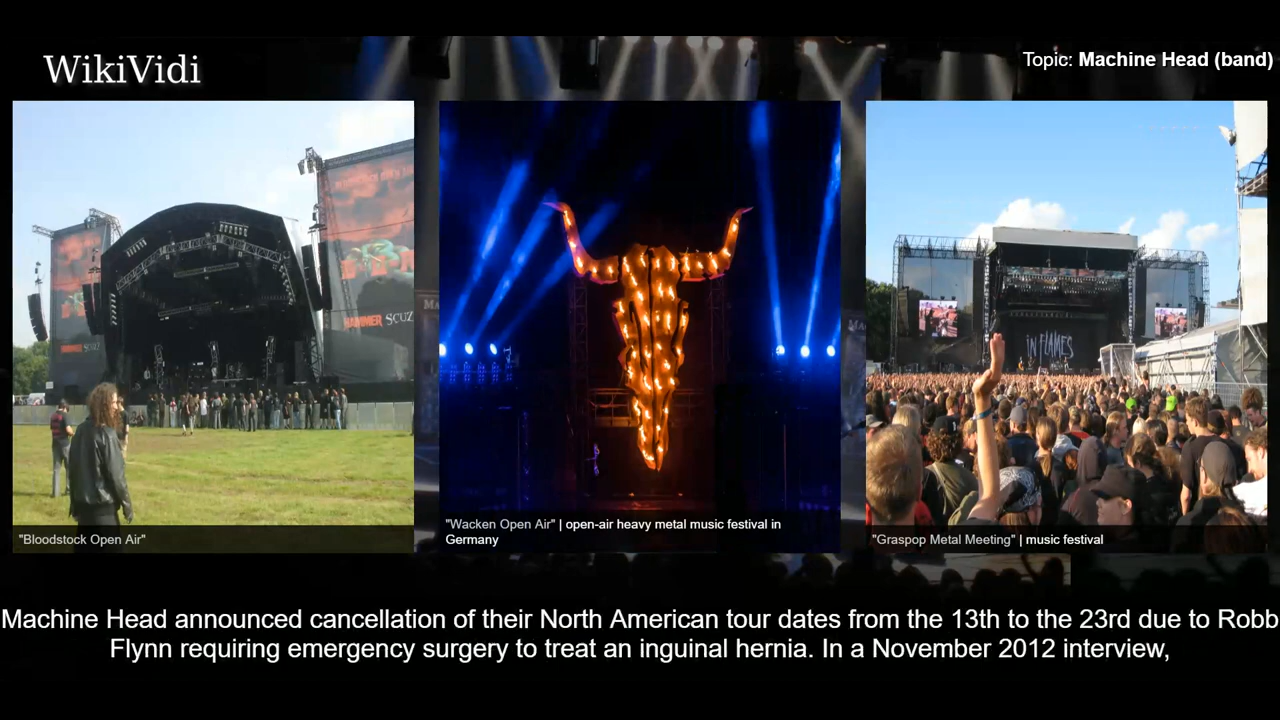 WikiVidi
Topic: Machine Head (band)
HAMMER SCUZZ
IN FLAMES
"Bloodstock Open Air"
"Wacken Open Air" | open-air heavy metal music festival in
Germany
"Graspop Metal Meeting" | music festival
Machine Head announced cancellation of their North American tour dates from the 13th to the 23rd due to Robb
Flynn requiring emergency surgery to treat an inguinal hernia. In a November 2012 interview,